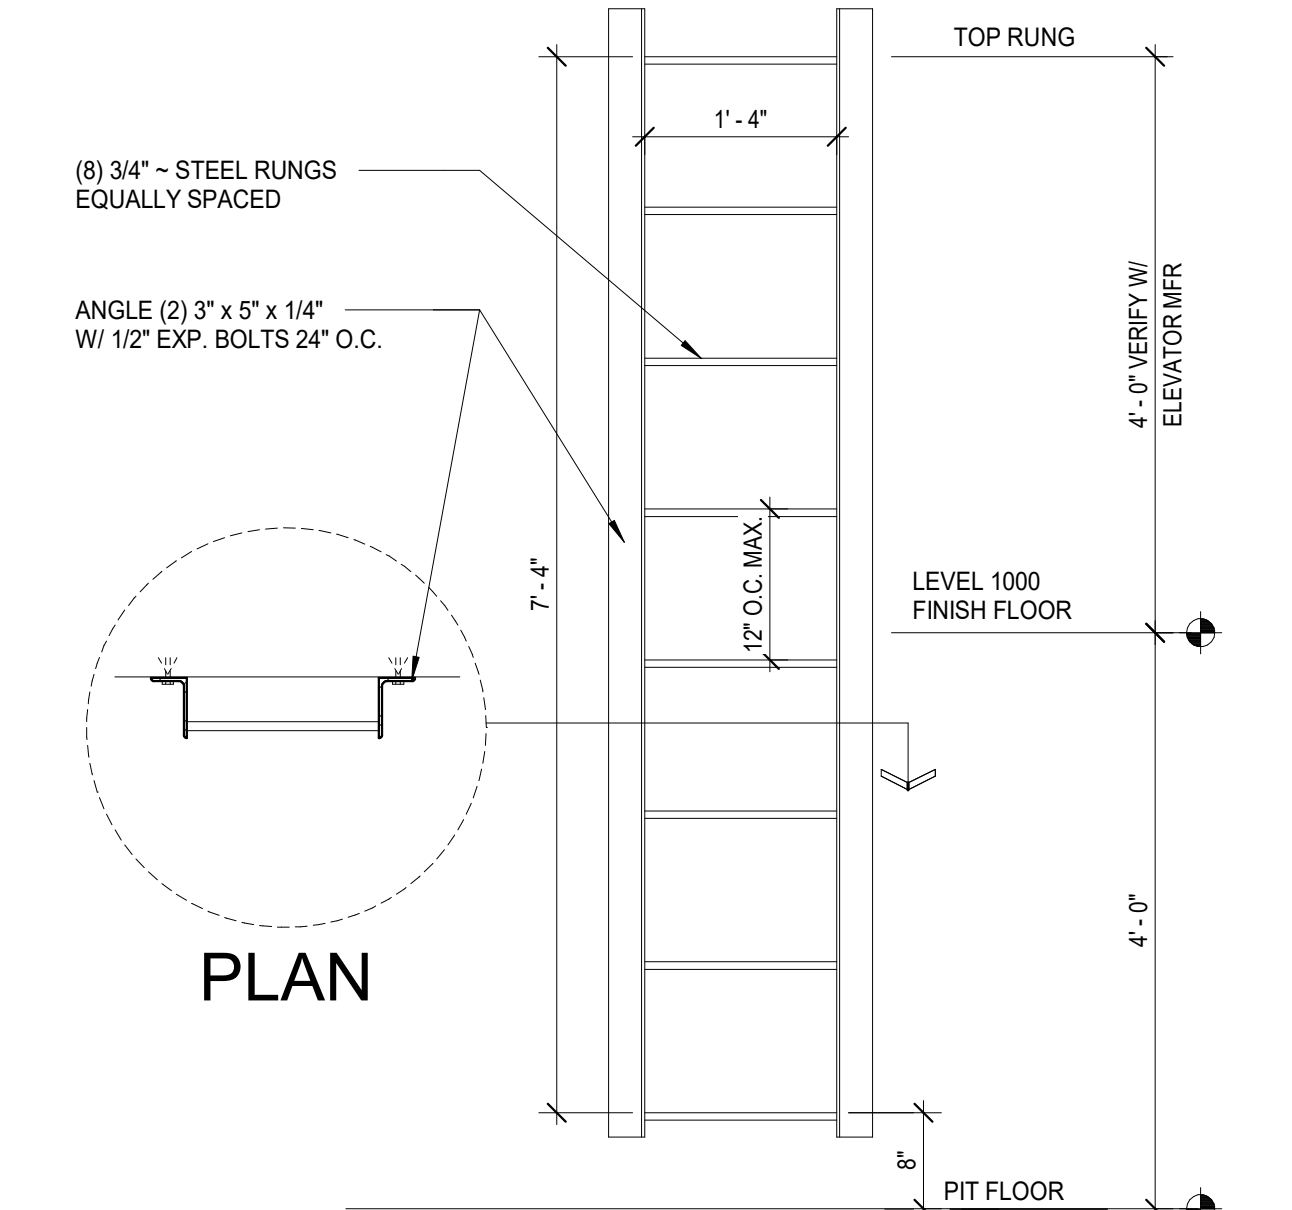 TOP RUNG
1' - 4"
(8) 3/4" ~ STEEL RUNGS
EQUALLY SPACED
ANGLE (2) 3" x 5" x 1/4"
W/ 1/2" EXP. BOLTS 24" O.C.
4' - 0" VERIFY W/
ELEVATOR MFR
12" O.C. MAX.
7' - 4"
LEVEL 1000
FINISH FLOOR
4' - 0"
PLAN
8"
PIT FLOOR